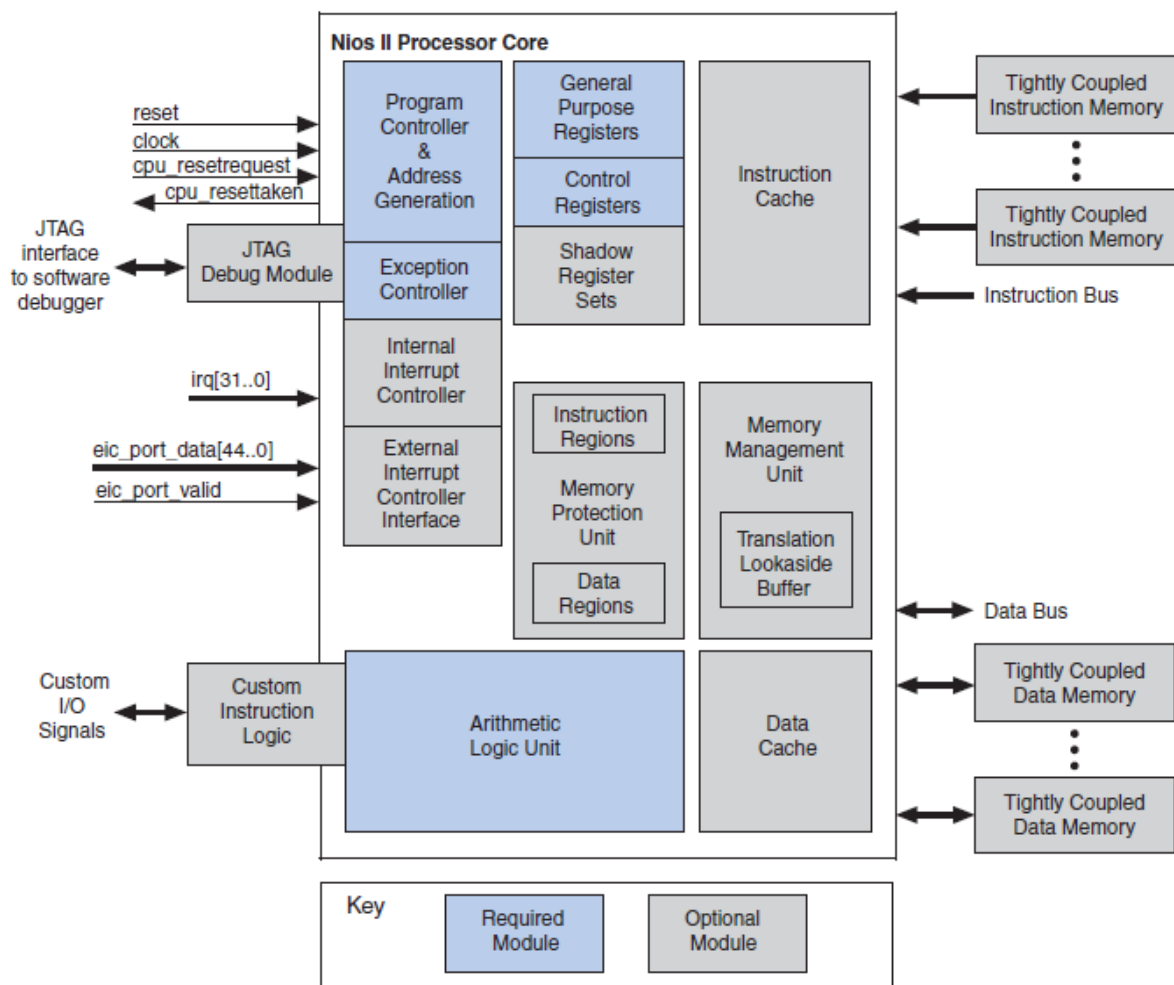 Nios II Processor Core
reset
clock
cpu_resetrequest
cpu_resettaken
JTAG
interface
to software
debugger
JTAG
Debug Module
irq[31..0]
eic_port_data[44..0]
eic_port_valid
Custom
I/O
Signals
Custom
Instruction
Logic
Program
Controller
&
Address
Generation
Exception
Controller
Internal
Interrupt
Controller
External
Interrupt
Controller
Interface
General
Purpose
Registers
Control
Registers
Shadow
Register
Sets
Instruction
Cache
Instruction
Regions
Memory
Protection
Unit
Data
Regions
Memory
Management
Unit
Translation
Lookaside
Buffer
Arithmetic
Logic Unit
Data
Cache
Tightly Coupled
Instruction Memory
Tightly Coupled
Instruction Memory
Instruction Bus
Data Bus
Tightly Coupled
Data Memory
Tightly Coupled
Data Memory
Key
Required
Module
Optional
Module